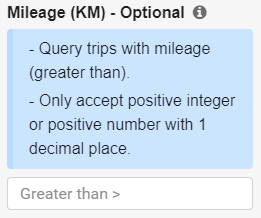 Mileage (KM) - Optional
- Query trips with mileage
(greater than).
- Only accept positive integer
or positive number with 1
decimal place.
Greater than >